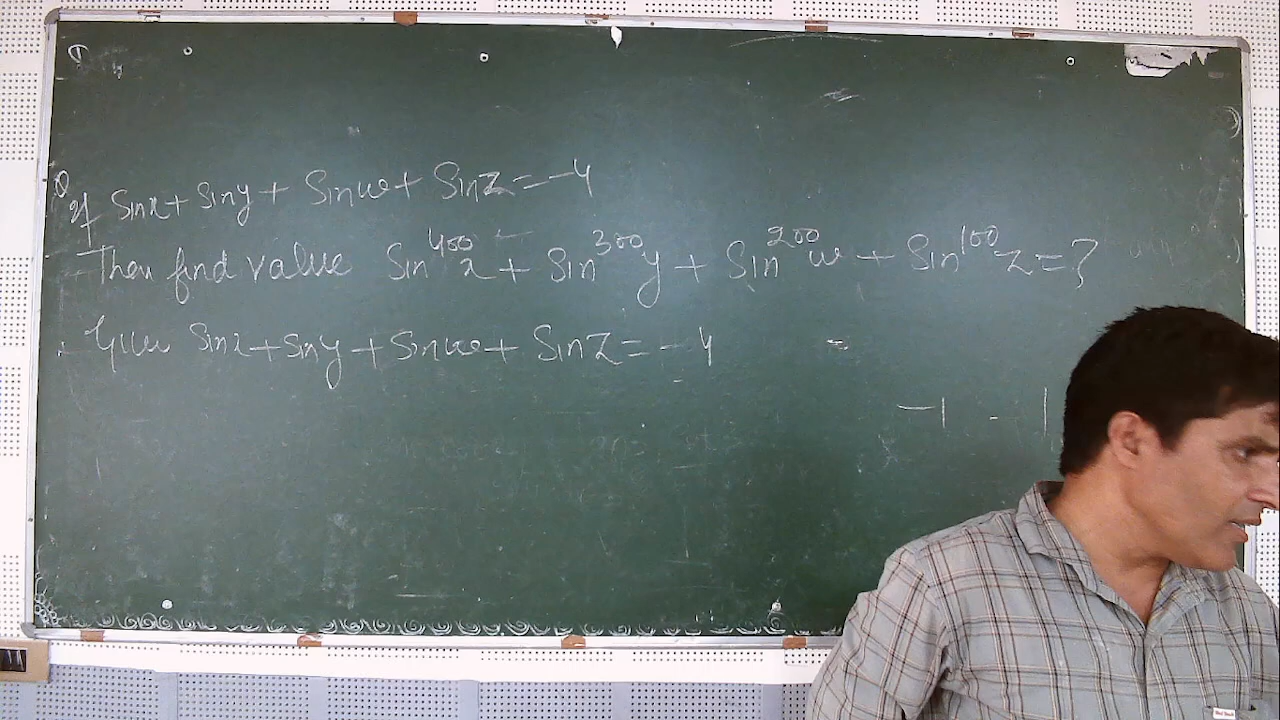 Q If Sinx + Siny + Sinw + Sinz = -4
Then find value Sin⁴⁰⁰x + Sin³⁰⁰y + Sin²⁰⁰w + Sin¹⁰⁰z = ?
Given Sinx + Siny + Sinw + Sinz = -4
-1 - 1